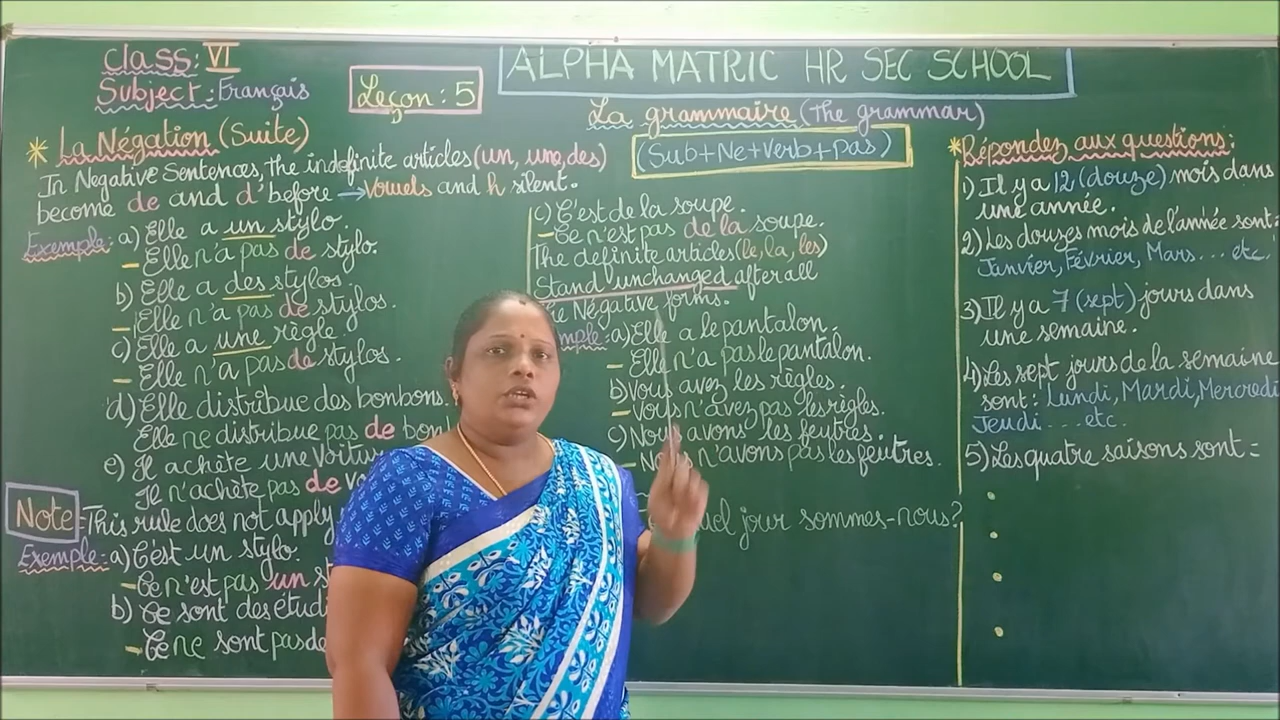 Class: VI
Subject: Français
Leçon: 5
ALPHA MATRIC HR SEC SCHOOL
La grammaire (The grammar)
* La Négation (Suite)
In Negative Sentences, the indefinite articles (un, une, des)
become de and d' before → Vowels and h silent.
(Sub+Ne+Verb+pas)
Exemple: a) Elle a un stylo.
– Elle n'a pas de stylo.
b) Elle a des stylos.
– Elle n'a pas de stylos.
c) Elle a une règle.
– Elle n'a pas de stylos.
d) Elle distribue des bonbons.
Elle ne distribue pas de bon
e) Il achète une voitu
Il n'achète pas de vo
Note = This rule does not apply
Exemple: a) C'est un stylo.
– Ce n'est pas un st
b) Ce sont des étudi
– Ce ne sont pas de
c) C'est de la soupe.
– Ce n'est pas de la soupe.
The definite articles (le, la, les)
Stand unchanged after all
Negative forms.
mple: a) Elle a le pantalon.
– Elle n'a pas le pantalon.
b) Vous avez les règles.
– Vous n'avez pas les règles.
c) Nous avons les feutres.
– n'avons pas les feutres.
uel jour sommes-nous?
* Répondez aux questions:
1) Il y a 12 (douze) mois dans
une année.
2) Les douzes mois de l'année sont:
Janvier, Février, Mars... etc.
3) Il y a 7 (sept) jours dans
une semaine.
4) Les sept jours de la semaine
sont: Lundi, Mardi, Mercredi
Jeudi... etc.
5) Les quatre saisons sont =